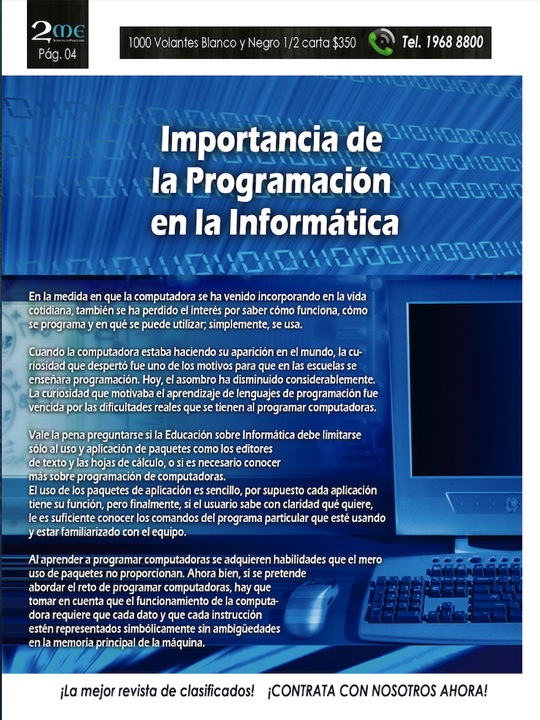 2ME
Pág. 04
1000 Volantes Blanco y Negro 1/2 carta $350
Tel. 1968 8800
Importancia de
la Programación
en la Informática
En la medida en que la computadora se ha venido incorporando en la vida
cotidiana, también se ha perdido el interés por saber cómo funciona, cómo
se programa y en qué se puede utilizar; simplemente, se usa.
Cuando la computadora estaba haciendo su aparición en el mundo, la cu-
riosidad que despertó fue uno de los motivos para que en las escuelas se
enseñara programación. Hoy, el asombro ha disminuido considerablemente.
La curiosidad que motivaba el aprendizaje de lenguajes de programación fue
vencida por las dificultades reales que se tienen al programar computadoras.
Vale la pena preguntarse si la Educación sobre Informática debe limitarse
sólo al uso y aplicación de paquetes como los editores
de texto y las hojas de cálculo, o si es necesario conocer
más sobre programación de computadoras.
El uso de los paquetes de aplicación es sencillo, por supuesto cada aplicación
tiene su función, pero finalmente, si el usuario sabe con claridad qué quiere,
le es suficiente conocer los comandos del programa particular que esté usando
y estar familiarizado con el equipo.
Al aprender a programar computadoras se adquieren habilidades que el mero
uso de paquetes no proporcionan. Ahora bien, si se pretende
abordar el reto de programar computadoras, hay que
tomar en cuenta que el funcionamiento de la computa-
dora requiere que cada dato y que cada instrucción
estén representados simbólicamente sin ambigüedades
en la memoria principal de la máquina.
¡La mejor revista de clasificados! ¡CONTRATA CON NOSOTROS AHORA!